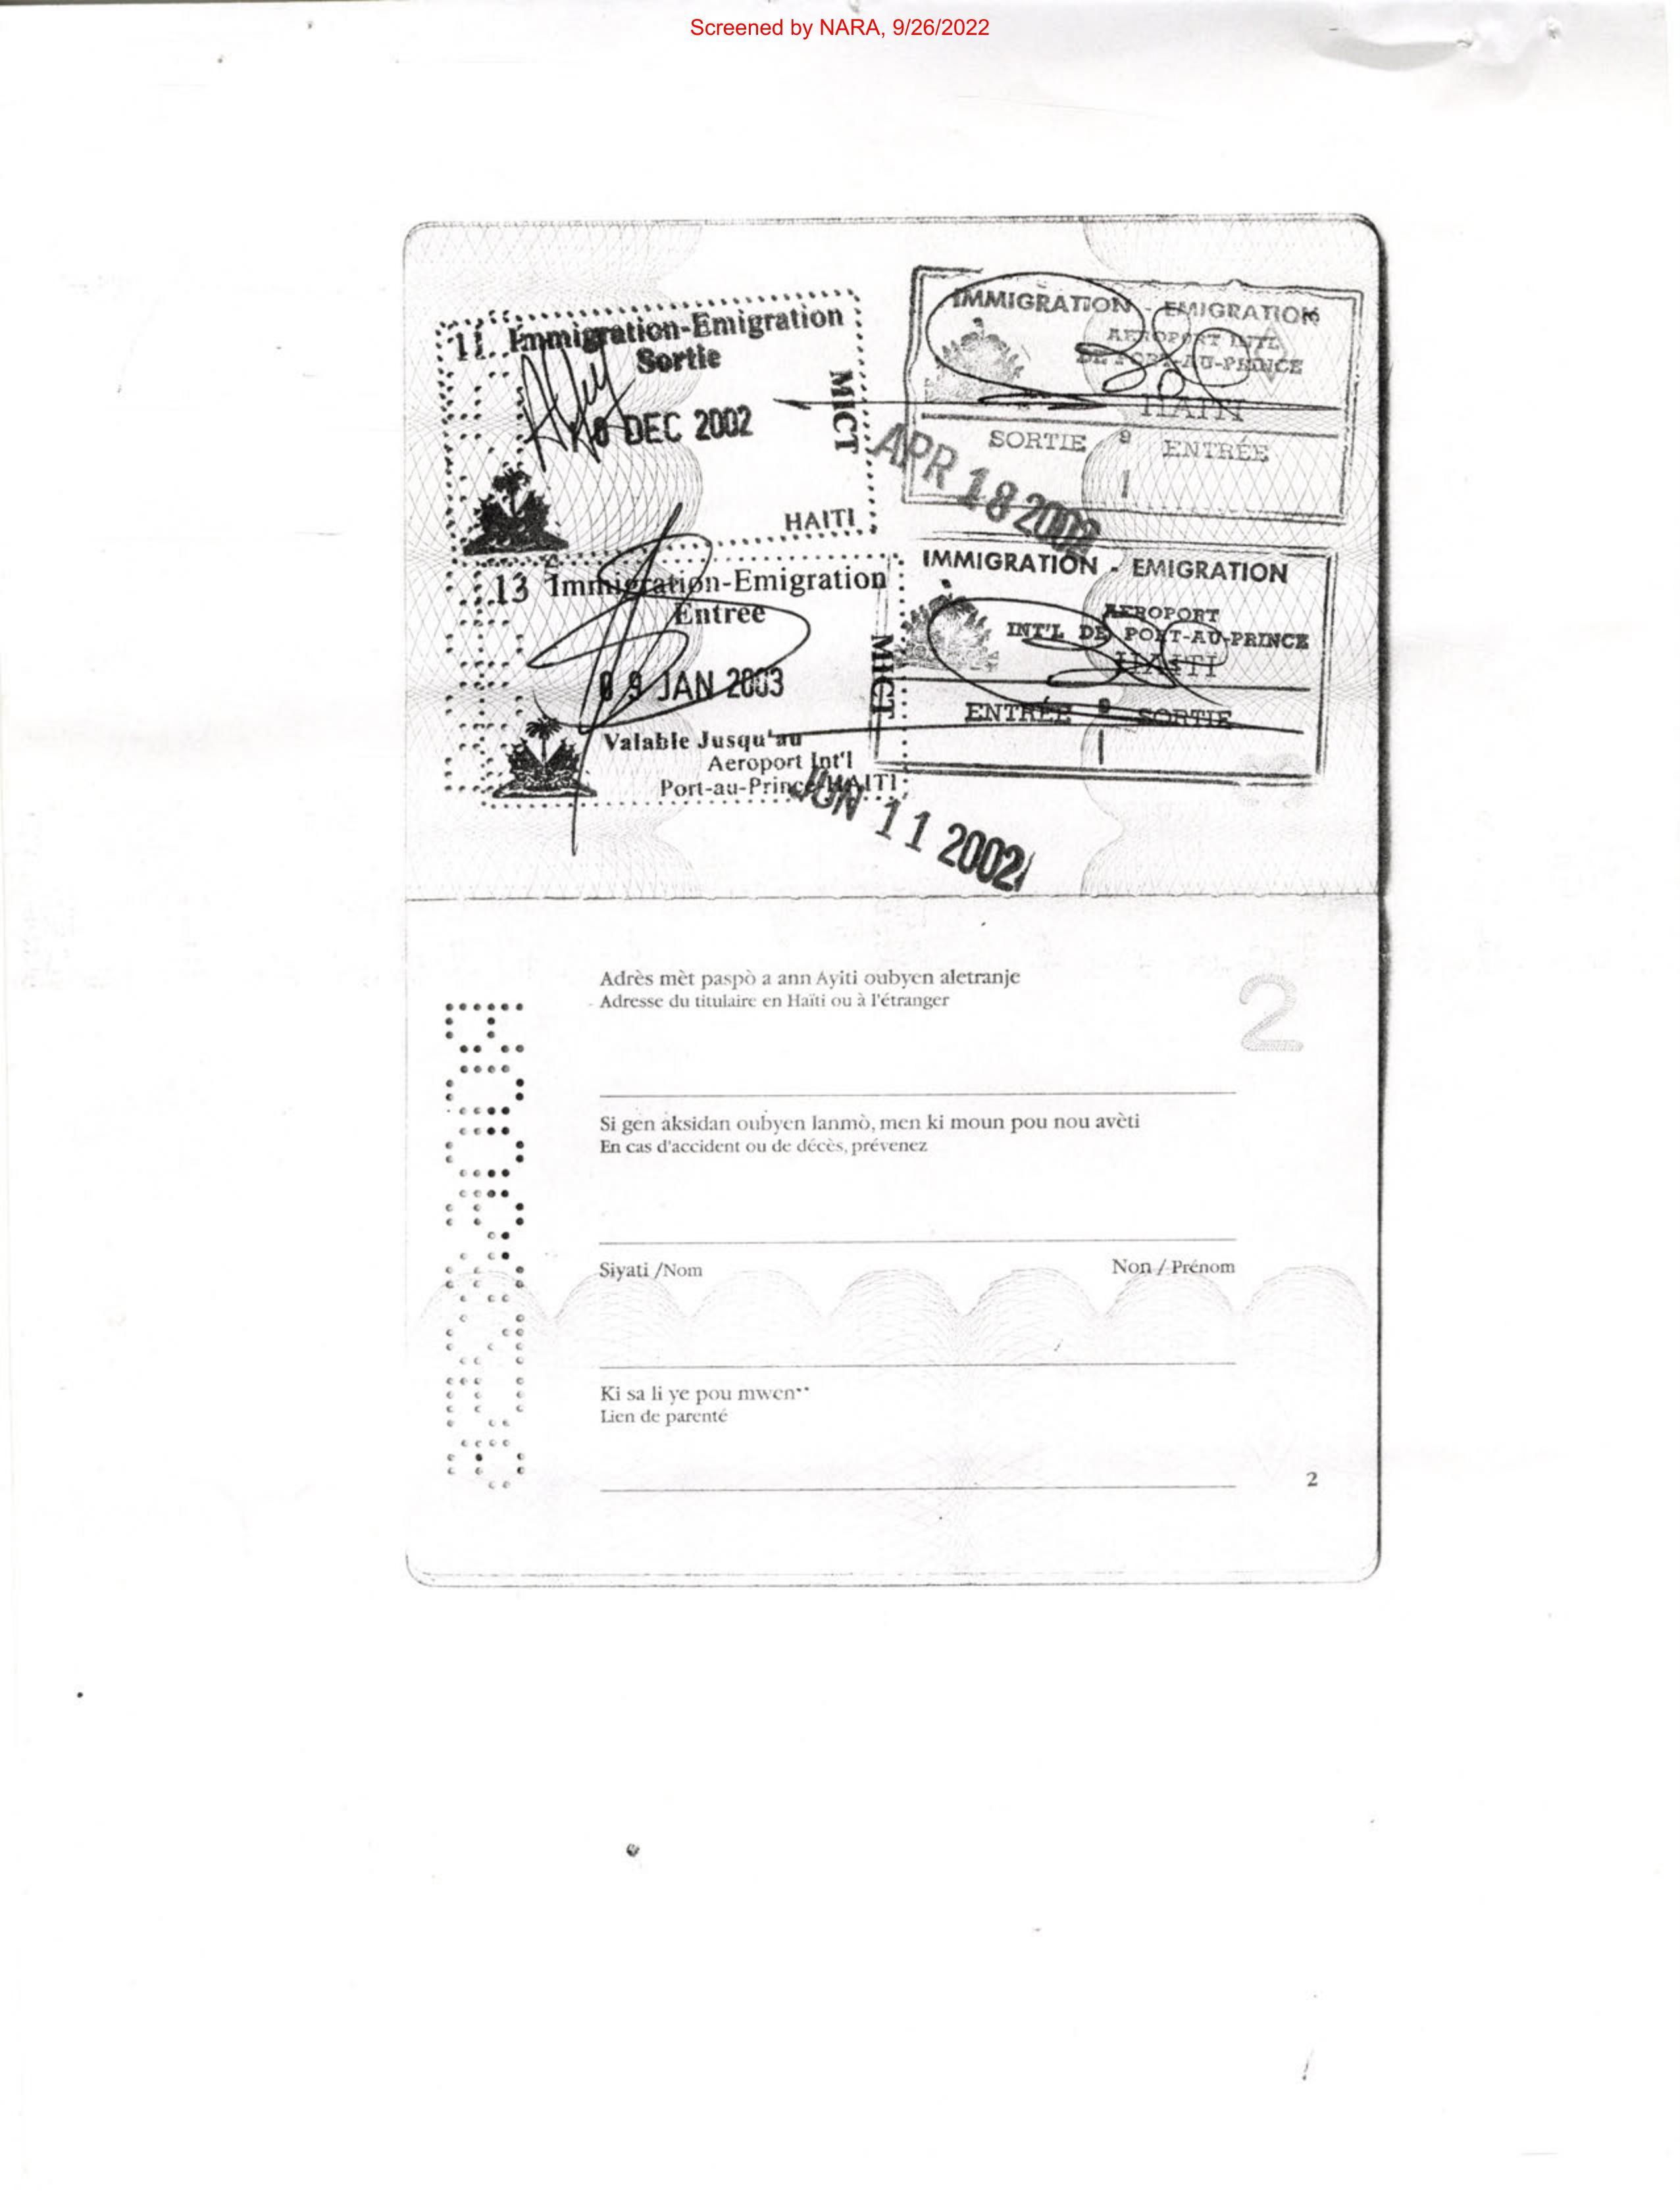 Screened by NARA, 9/26/2022
11 Immigration-Emigration
Sortie
DEC 2002
MICT
HAITI
IMMIGRATION - EMIGRATION
AEROPORT INT'L
DE PORT-AU-PRINCE
HAITI
SORTIE 9 ENTRÉE
1
APR 18 2002
13 Immigration-Emigration
Entree
09 JAN 2003
MICT
Valable Jusqu'au
Aeroport Int'l
Port-au-Prince HAITI
IMMIGRATION - EMIGRATION
AEROPORT
INT'L DE PORT-AU-PRINCE
HAITI
ENTRÉE 9 SORTIE
1
JUN 11 2002
Adrès mèt paspò a ann Ayiti oubyen aletranje
Adresse du titulaire en Haïti ou à l'étranger
2
Si gen aksidan oubyen lanmò, men ki moun pou nou avèti
En cas d'accident ou de décès, prévenez
Siyati /Nom Non / Prénom
Ki sa li ye pou mwen**
Lien de parenté
2